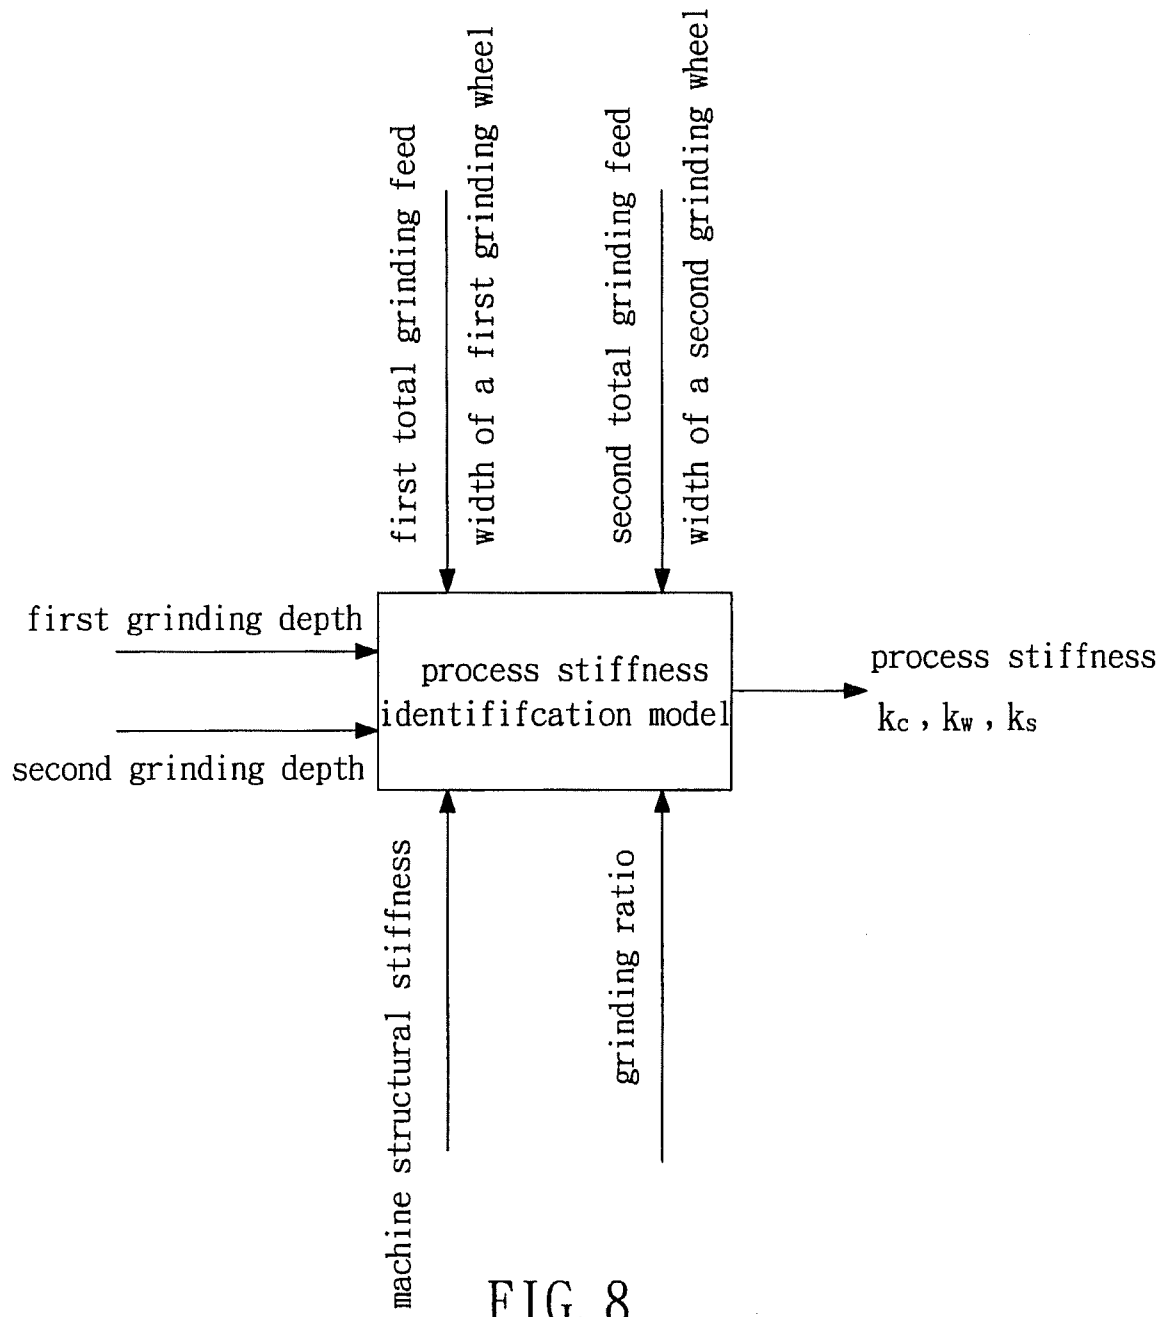 first total grinding feed
width of a first grinding wheel
second total grinding feed
width of a second grinding wheel
first grinding depth
second grinding depth
process stiffness
identififcation model
process stiffness
kc , kw , ks
machine structural stiffness
grinding ratio
FIG 8